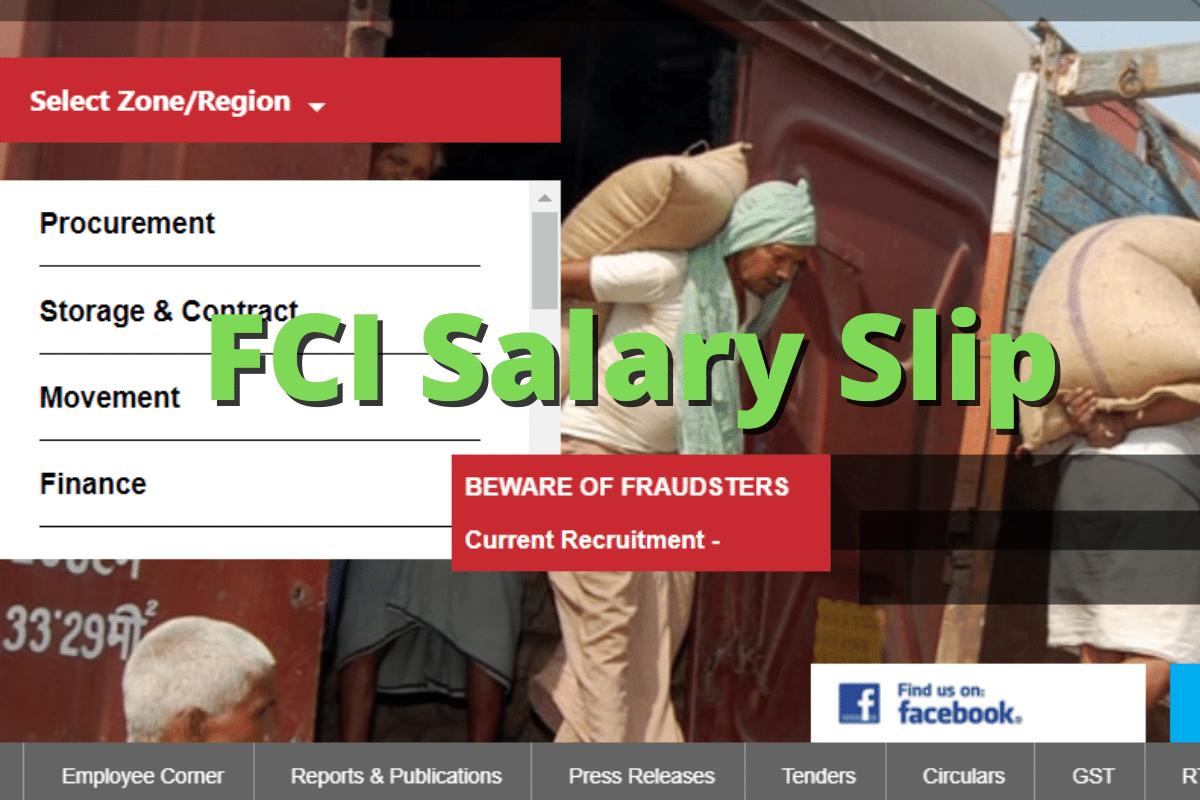 Select Zone/Region
Procurement
Storage & Contract
FCI Salary Slip
Movement
Finance
BEWARE OF FRAUDSTERS
Current Recruitment -
33·29मी²
Find us on:
facebook.
Employee Corner
Reports & Publications
Press Releases
Tenders
Circulars
GST